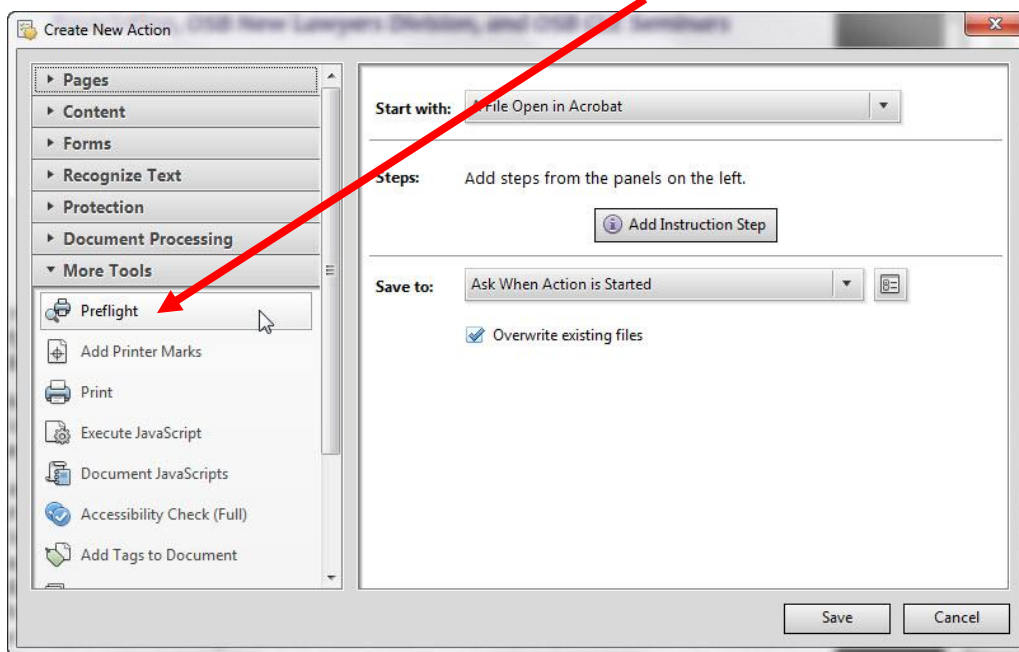 Create New Action
Pages
Content
Forms
Recognize Text
Protection
Document Processing
More Tools
Preflight
Add Printer Marks
Print
Execute JavaScript
Document JavaScripts
Accessibility Check (Full)
Add Tags to Document
Start with: File Open in Acrobat
Steps: Add steps from the panels on the left.
Add Instruction Step
Save to: Ask When Action is Started
Overwrite existing files
Save Cancel